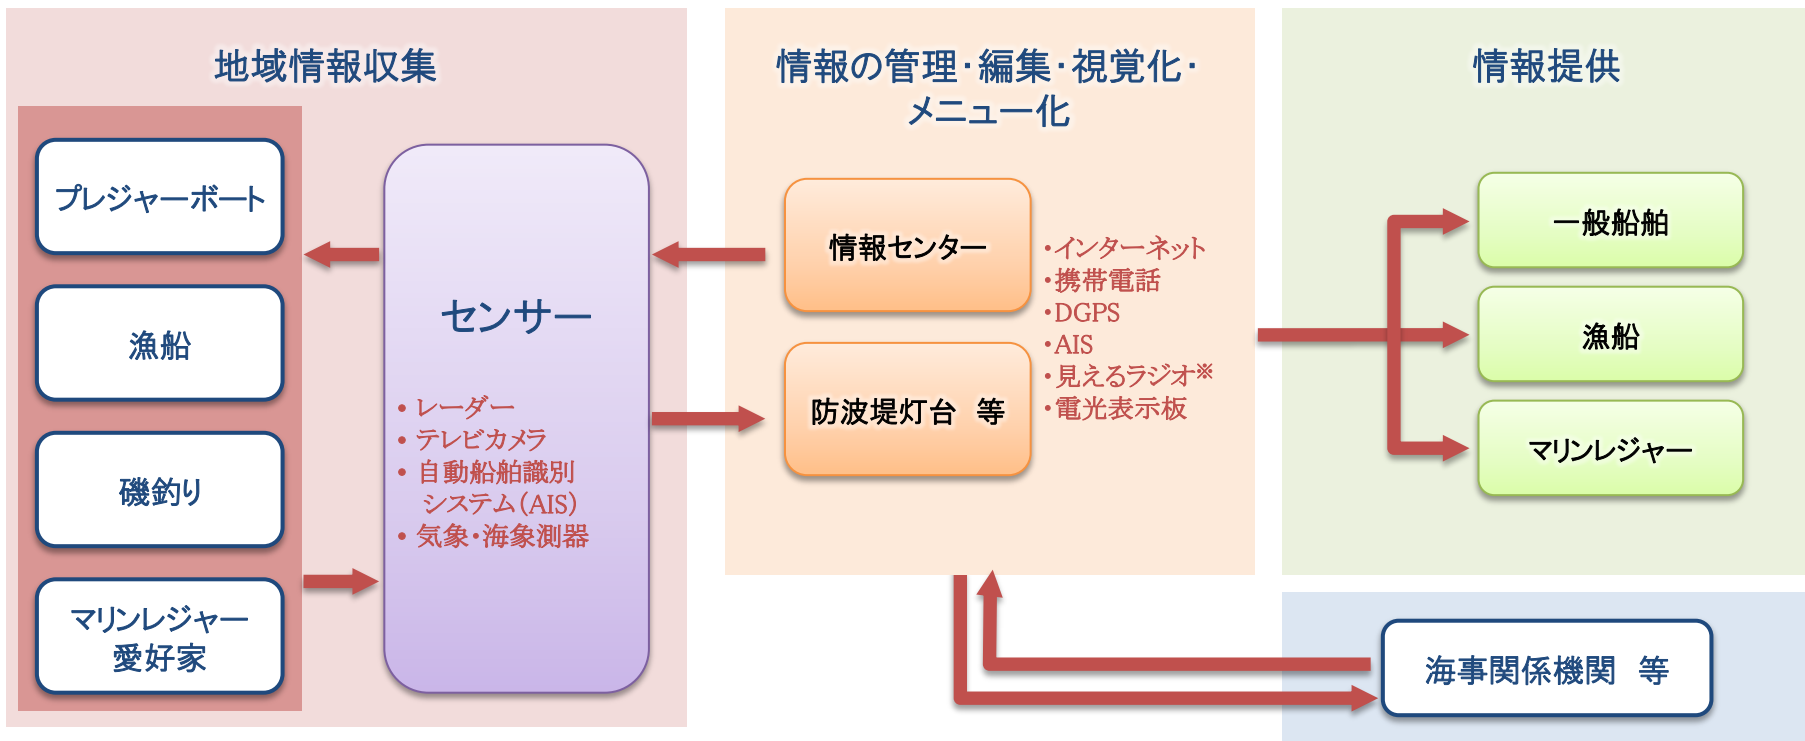 地域情報収集
プレジャーボート
漁船
磯釣り
マリンレジャー
愛好家
センサー
• レーダー
• テレビカメラ
• 自動船舶識別
システム（AIS）
• 気象・海象測器
情報の管理・編集・視覚化・
メニュー化
情報センター
防波堤灯台　等
・インターネット
・携帯電話
・DGPS
・AIS
・見えるラジオ※
・電光表示板
情報提供
一般船舶
漁船
マリンレジャー
海事関係機関　等